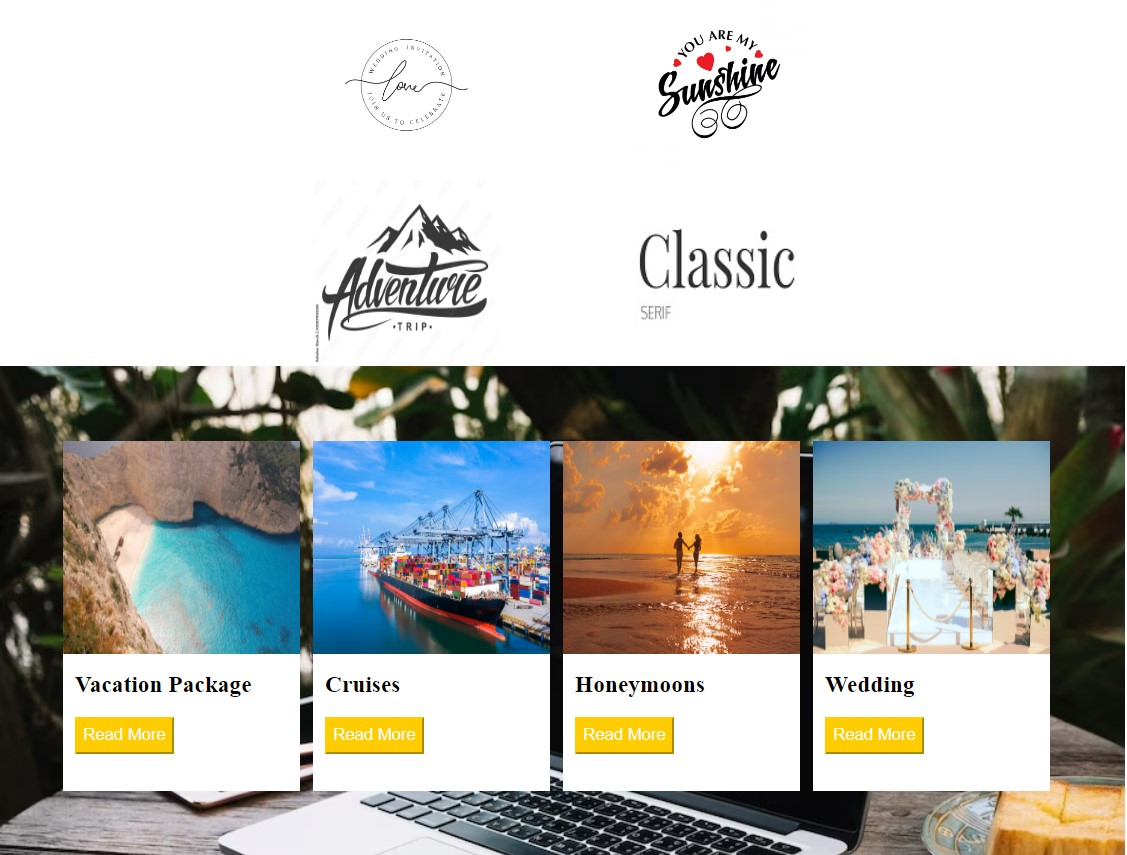 WEDDING INVITATION
love
JOIN US TO CELEBRATE
YOU ARE MY
Sunshine
Adventure
•TRIP•
Classic
SERIF
Vacation Package
Cruises
Honeymoons
Wedding
Read More
Read More
Read More
Read More